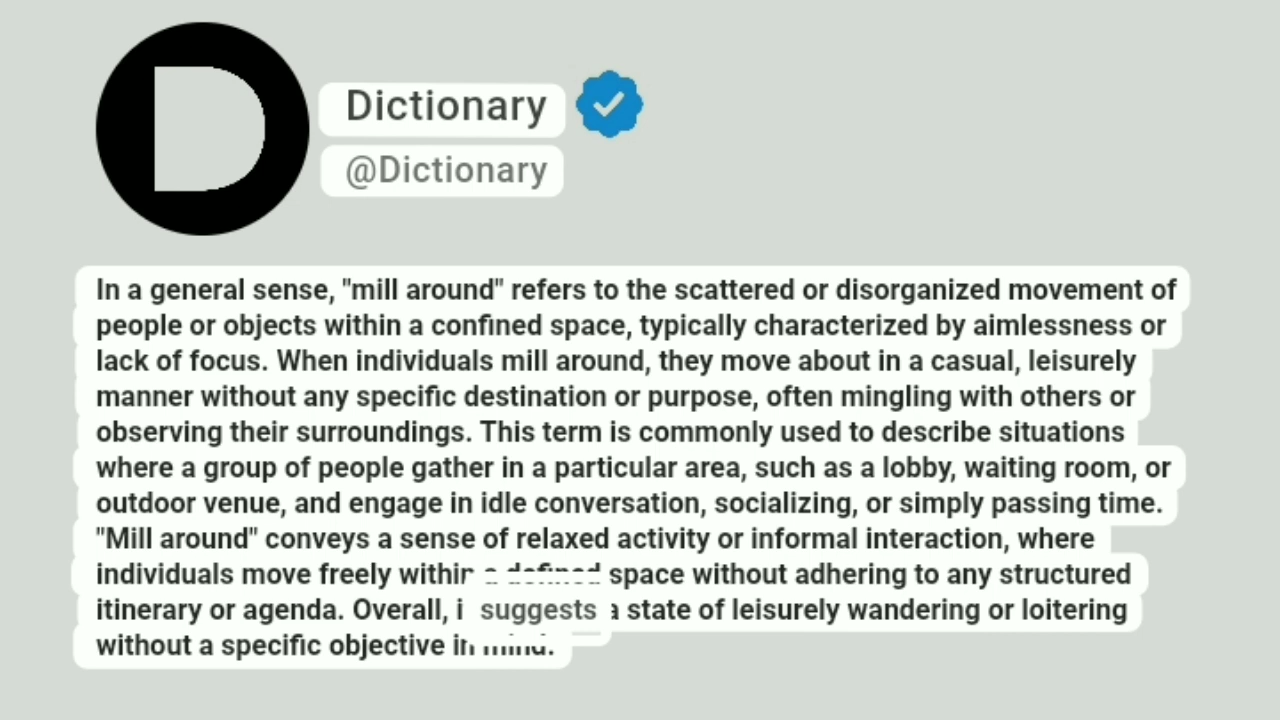 D
Dictionary
@Dictionary
In a general sense, "mill around" refers to the scattered or disorganized movement of
people or objects within a confined space, typically characterized by aimlessness or
lack of focus. When individuals mill around, they move about in a casual, leisurely
manner without any specific destination or purpose, often mingling with others or
observing their surroundings. This term is commonly used to describe situations
where a group of people gather in a particular area, such as a lobby, waiting room, or
outdoor venue, and engage in idle conversation, socializing, or simply passing time.
"Mill around" conveys a sense of relaxed activity or informal interaction, where
individuals move freely within a defined space without adhering to any structured
itinerary or agenda. Overall, i suggests a state of leisurely wandering or loitering
without a specific objective in mind.